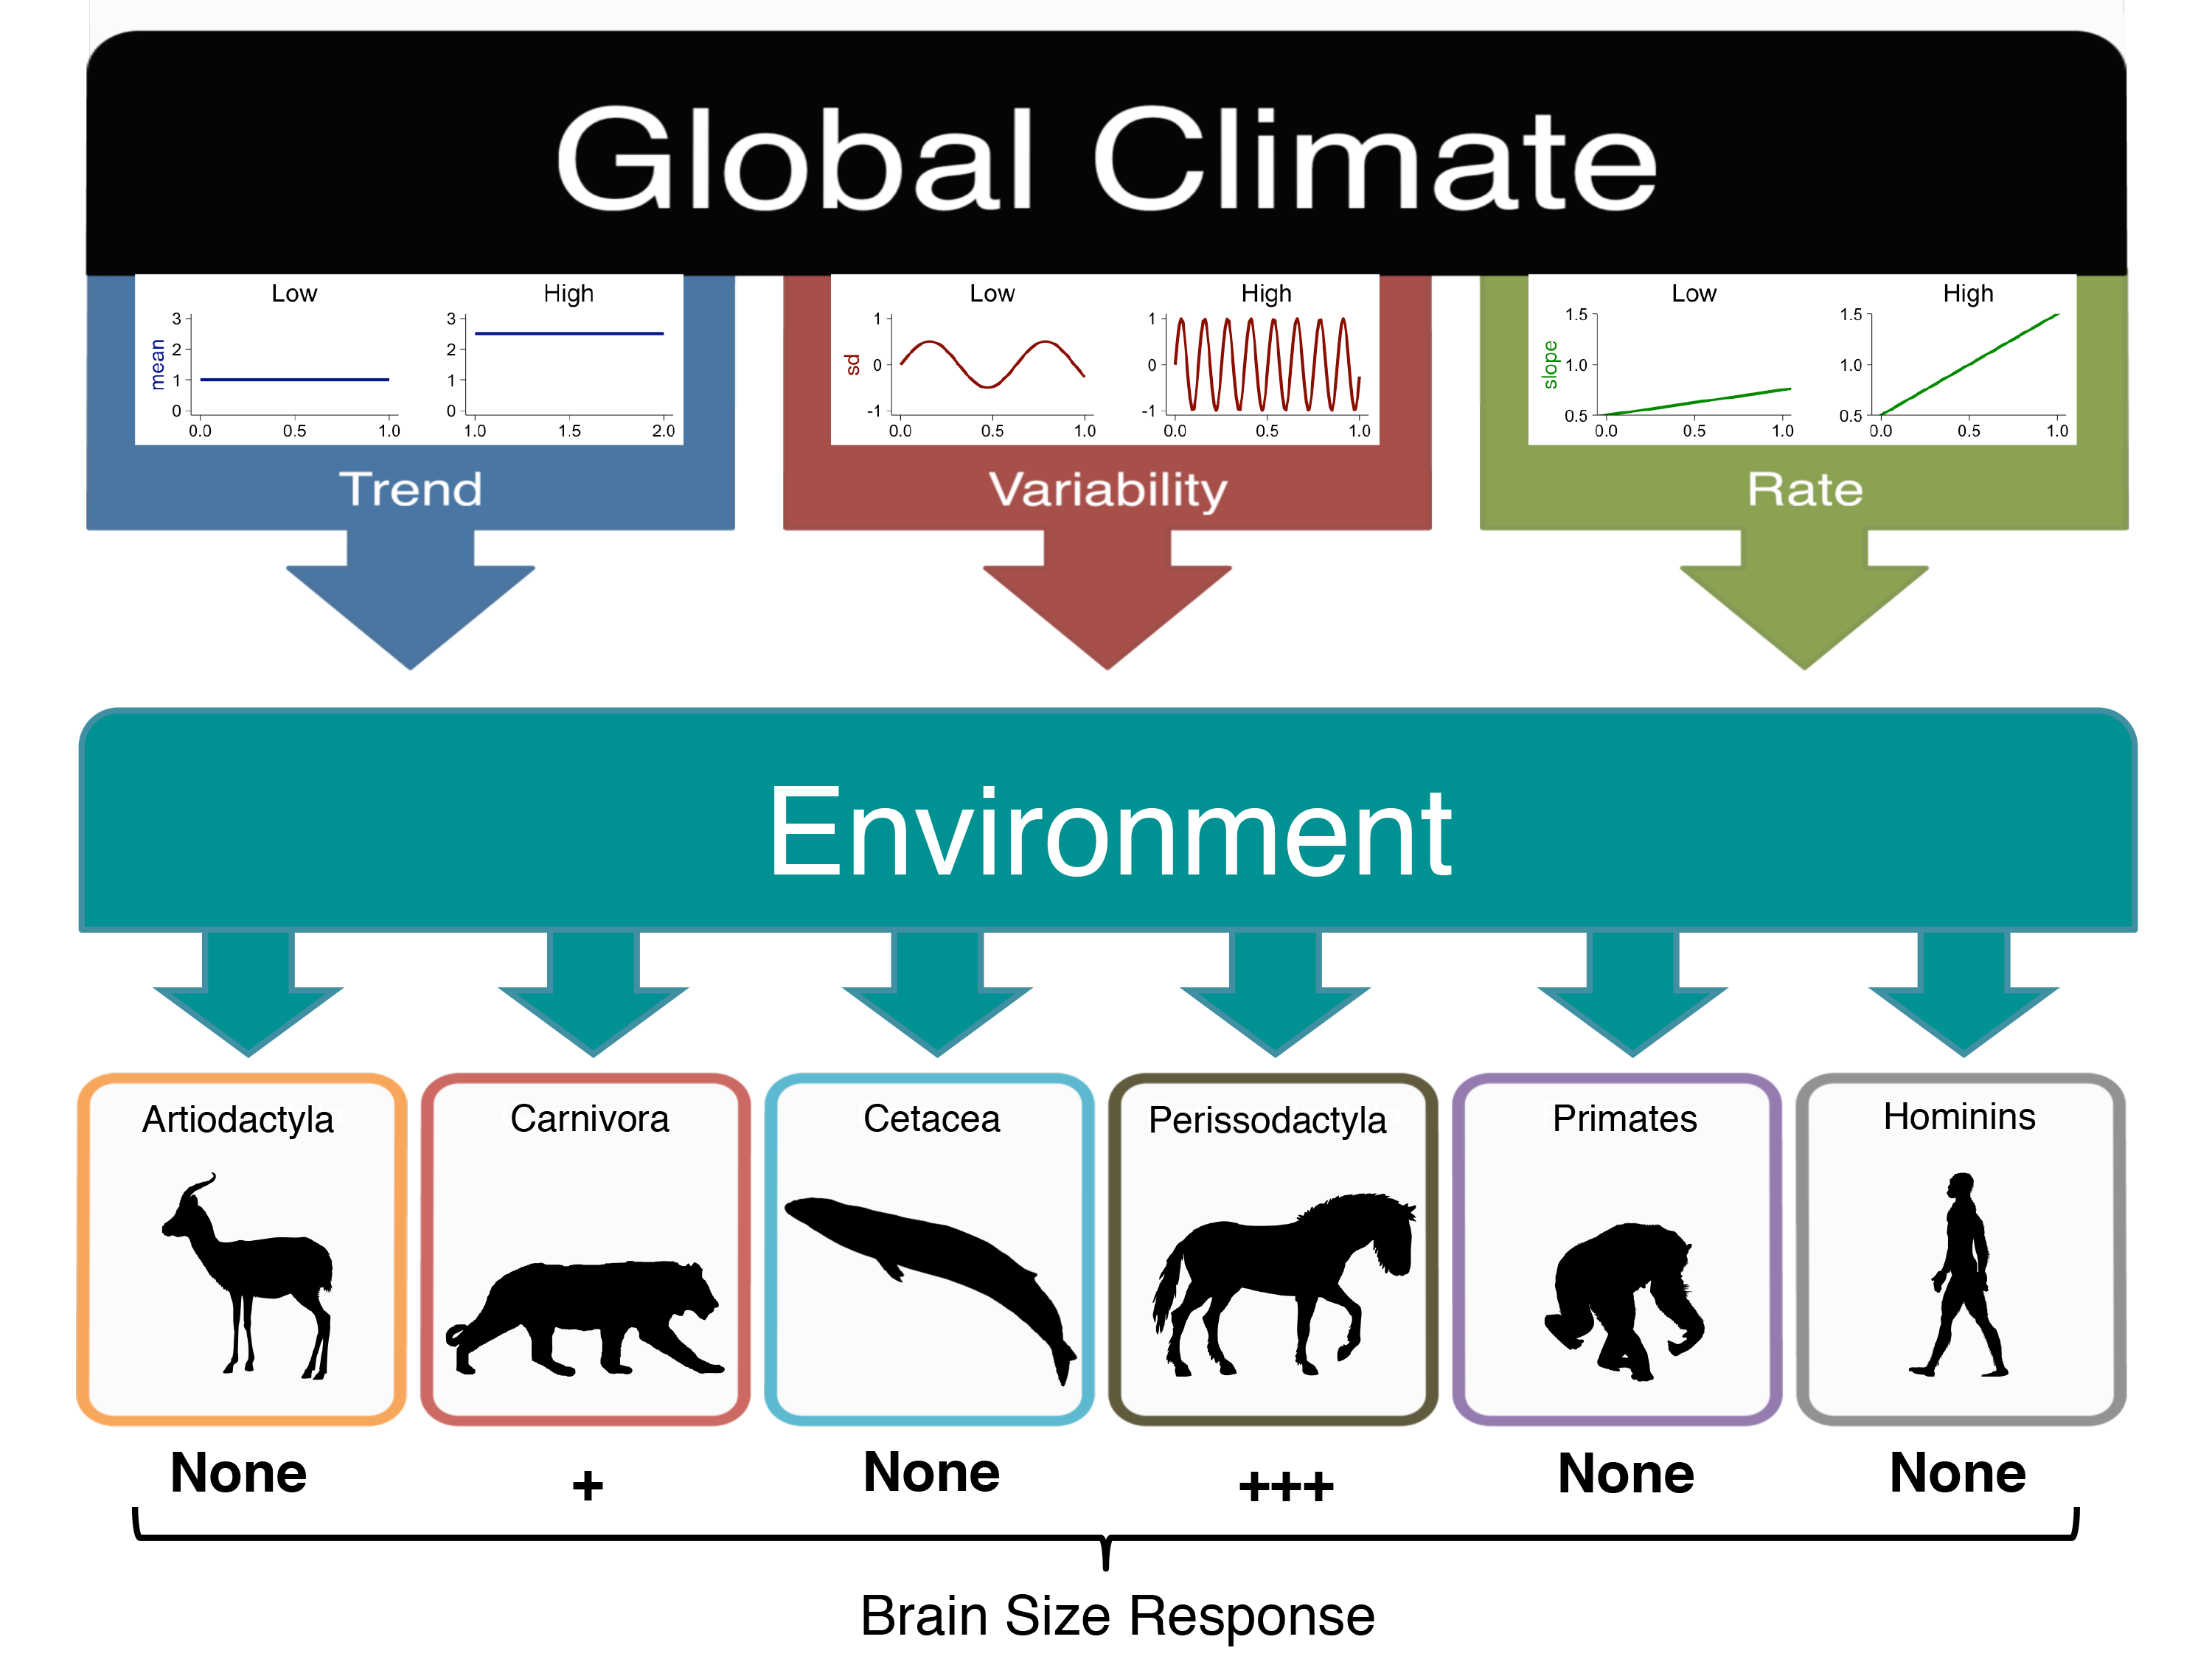 Global Climate
Low
High
mean
3
2
1
0
0.0 0.5 1.0
3
2
1
0
1.0 1.5 2.0
Trend
Low
High
sd
1
0
-1
0.0 0.5 1.0
1
0
-1
0.0 0.5 1.0
Variability
Low
High
slope
1.5
1.0
0.5
0.0 0.5 1.0
1.5
1.0
0.5
0.0 0.5 1.0
Rate
Environment
Artiodactyla
Carnivora
Cetacea
Perissodactyla
Primates
Hominins
None
+
None
+++
None
None
Brain Size Response